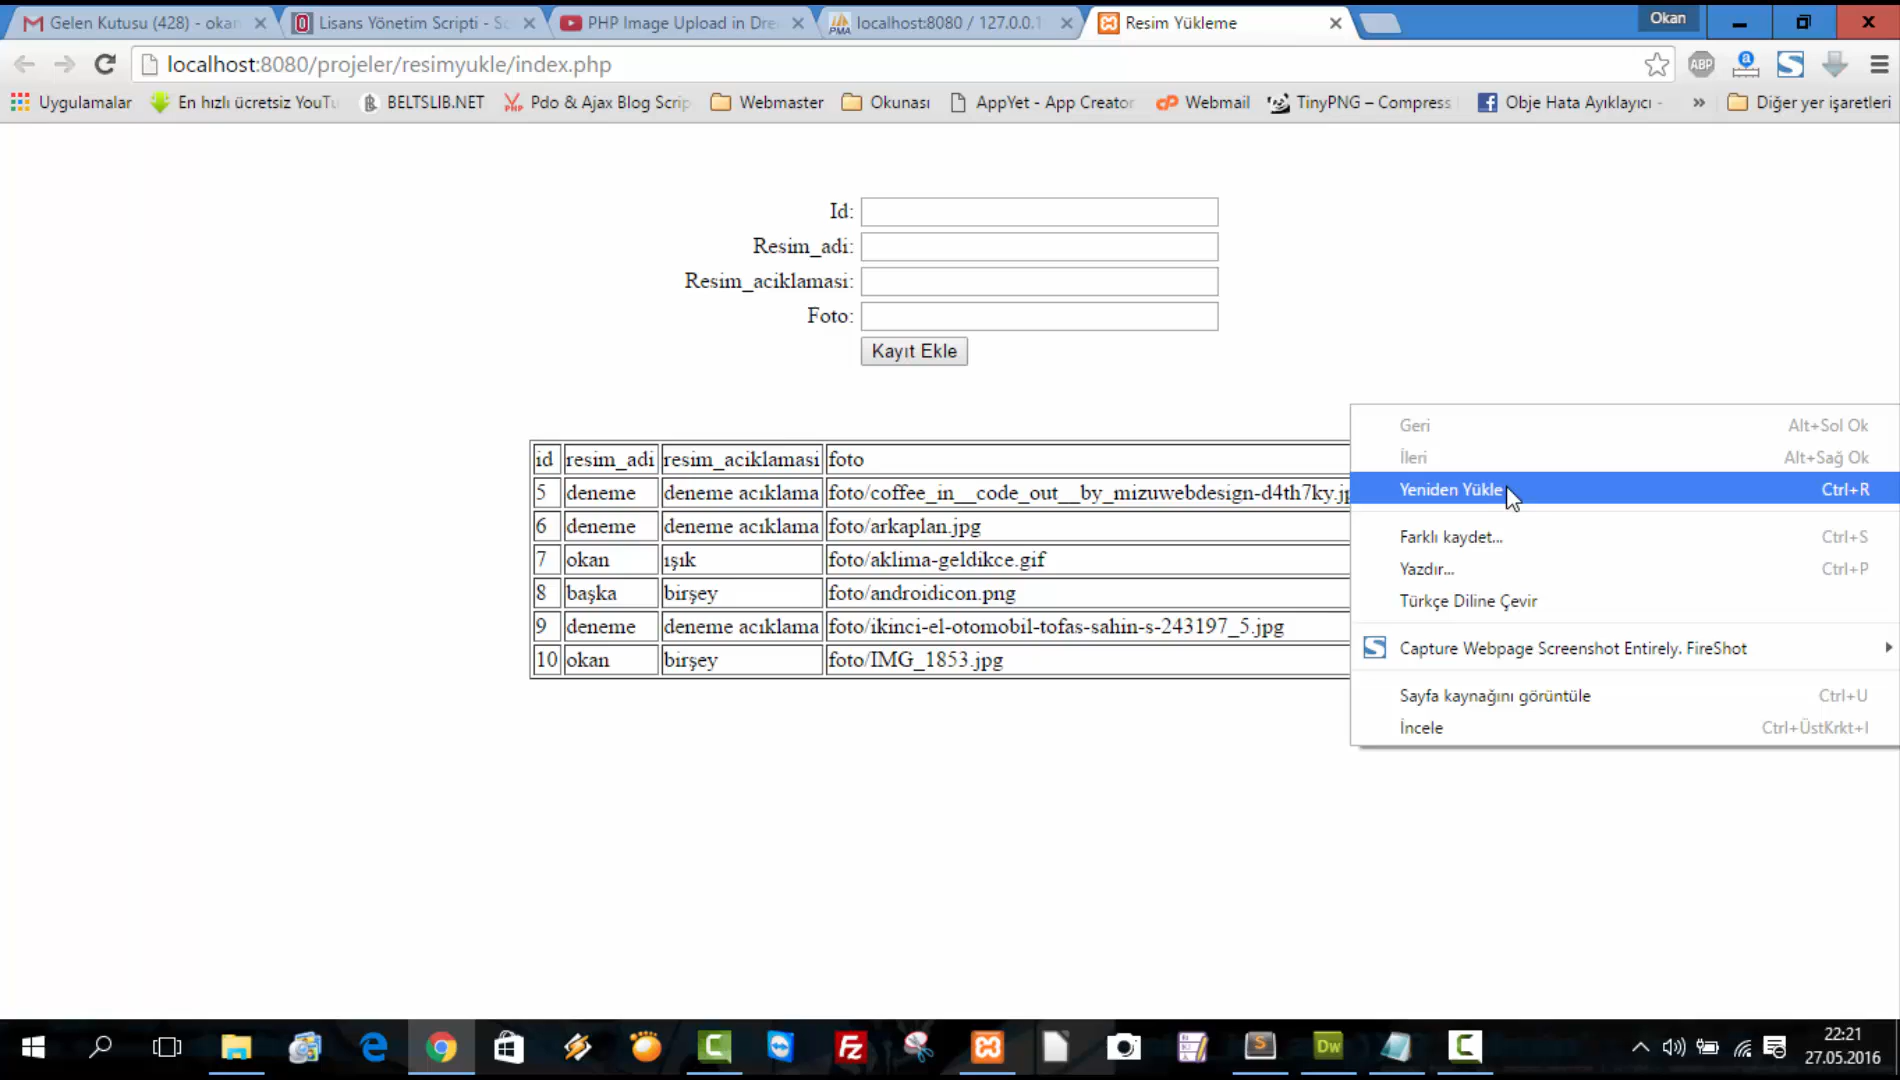 Gelen Kutusu (428) - okan
Lisans Yönetim Scripti - Sc
PHP Image Upload in Dre
localhost:8080 / 127.0.0.1
Resim Yükleme
Okan
localhost:8080/projeler/resimyukle/index.php
ABP
a
Uygulamalar
En hızlı ücretsiz YouTu
BELTSLIB.NET
Pdo & Ajax Blog Scrip
Webmaster
Okunası
AppYet - App Creator
Webmail
TinyPNG – Compress
Obje Hata Ayıklayıcı -
»
Diğer yer işaretleri
Id:
Resim_adi:
Resim_aciklamasi:
Foto:
Kayıt Ekle
id resim_adi resim_aciklamasi foto
5 deneme deneme acıklama foto/coffee_in__code_out__by_mizuwebdesign-d4th7ky.jp
6 deneme deneme acıklama foto/arkaplan.jpg
7 okan ışık foto/aklima-geldikce.gif
8 başka birşey foto/androidicon.png
9 deneme deneme acıklama foto/ikinci-el-otomobil-tofas-sahin-s-243197_5.jpg
10 okan birşey foto/IMG_1853.jpg
Geri Alt+Sol Ok
İleri Alt+Sağ Ok
Yeniden Yükle Ctrl+R
Farklı kaydet... Ctrl+S
Yazdır... Ctrl+P
Türkçe Diline Çevir
Capture Webpage Screenshot Entirely. FireShot
Sayfa kaynağını görüntüle Ctrl+U
İncele Ctrl+ÜstKrkt+I
22:21
27.05.2016